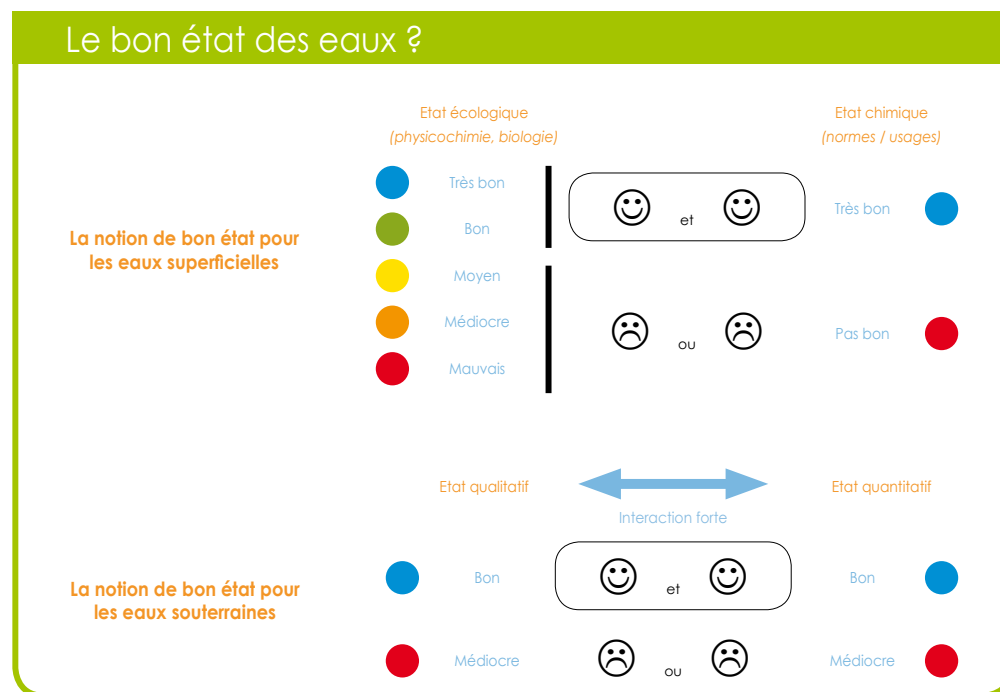 Le bon état des eaux ?
Etat écologique
(physicochimie, biologie)
Etat chimique
(normes / usages)
La notion de bon état pour
les eaux superficielles
Très bon
Bon
Moyen
Médiocre
Mauvais
et
ou
Très bon
Pas bon
Etat qualitatif
Interaction forte
Etat quantitatif
La notion de bon état pour
les eaux souterraines
Bon
et
Bon
Médiocre
ou
Médiocre